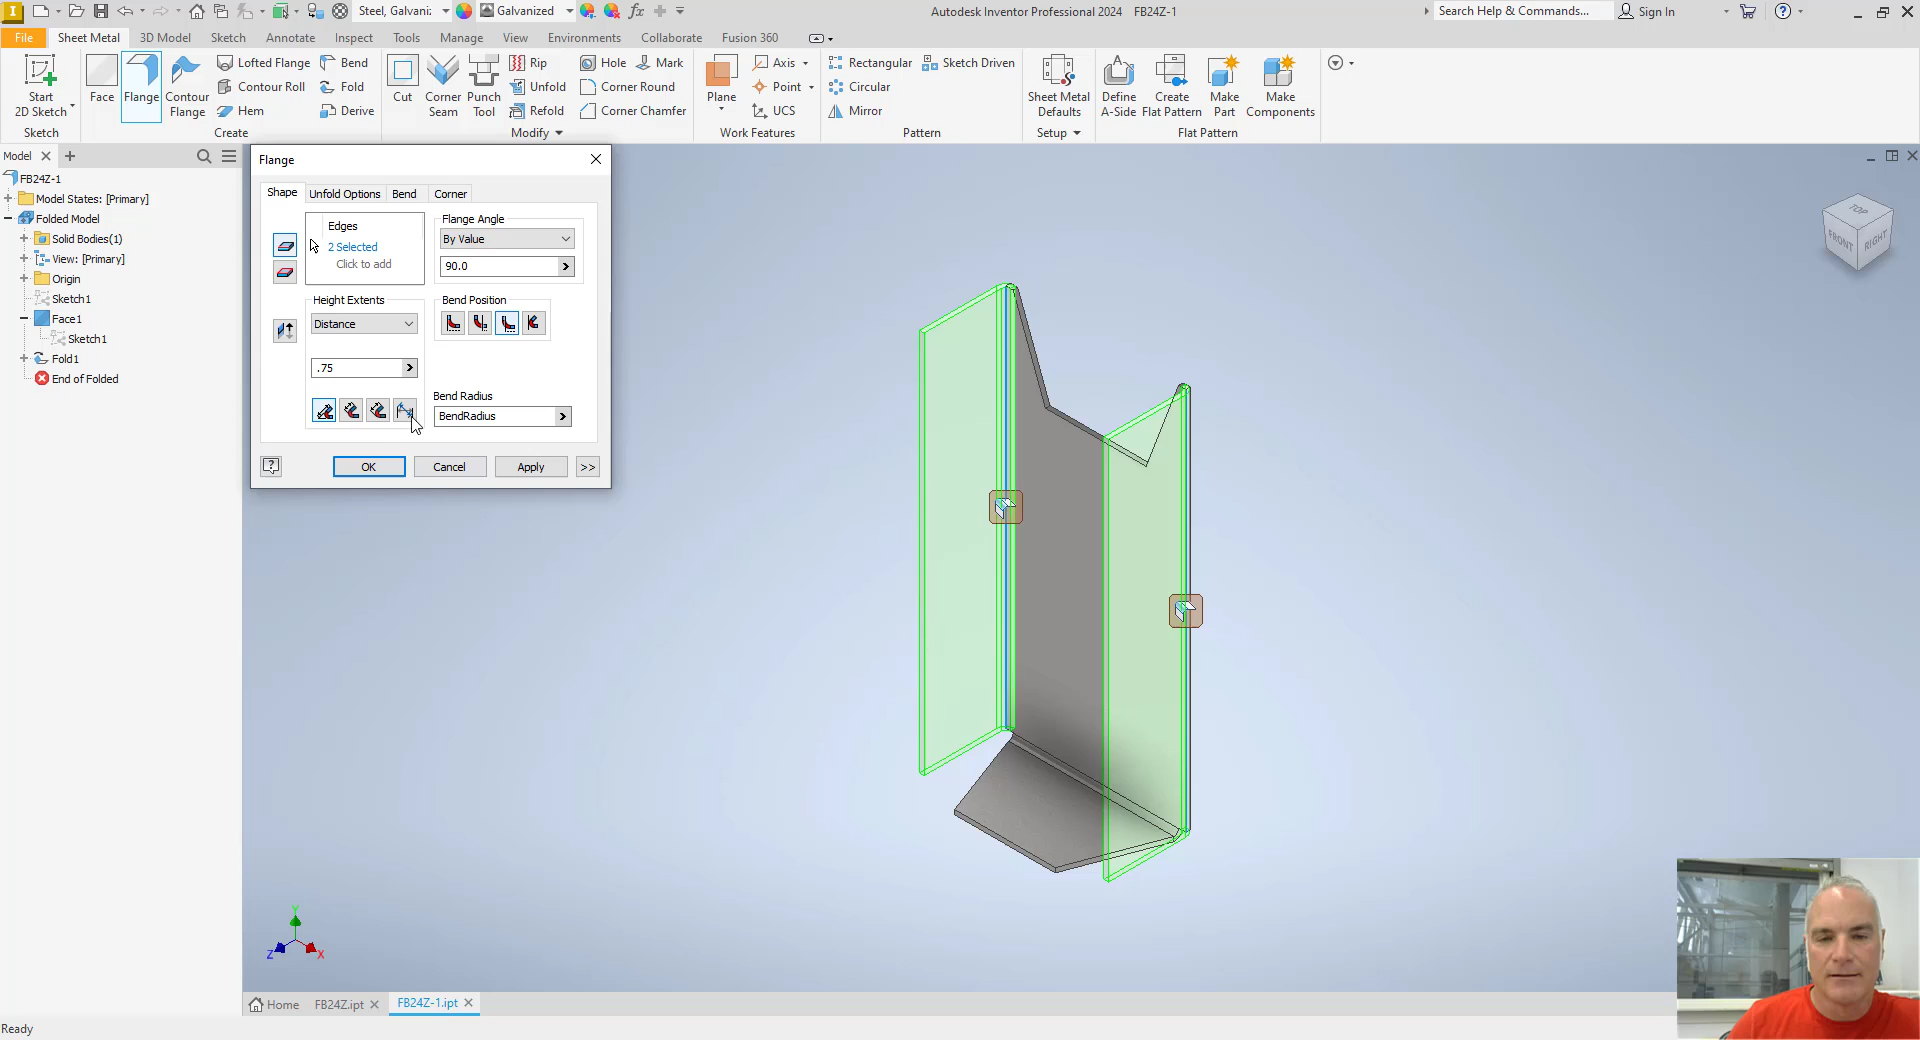 I Steel, Galvaniz Galvanized fx Autodesk Inventor Professional 2024 FB24Z-1 Search Help & Commands... Sign In
File Sheet Metal 3D Model Sketch Annotate Inspect Tools Manage View Environments Collaborate Fusion 360
Start 2D Sketch Face Flange Contour Flange Lofted Flange Bend Cut Corner Seam Punch Tool Rip Hole Mark Plane Axis Rectangular Sketch Driven Sheet Metal Defaults Define A-Side Create Flat Pattern Make Part Make Components
Contour Roll Fold Unfold Corner Round Point Circular
Hem Derive Refold Corner Chamfer UCS Mirror
Sketch Create Modify Work Features Pattern Setup Flat Pattern
Model
FB24Z-1
Model States: [Primary]
Folded Model
Solid Bodies(1)
View: [Primary]
Origin
Sketch1
Face1
Sketch1
Fold1
End of Folded
Flange
Shape Unfold Options Bend Corner
Edges
2 Selected
Click to add
Flange Angle
By Value
90.0
Height Extents
Distance
.75
Bend Position
Bend Radius
BendRadius
OK Cancel Apply >>
TOP
FRONT RIGHT
Y
Z X
Home FB24Z.ipt FB24Z-1.ipt
Ready